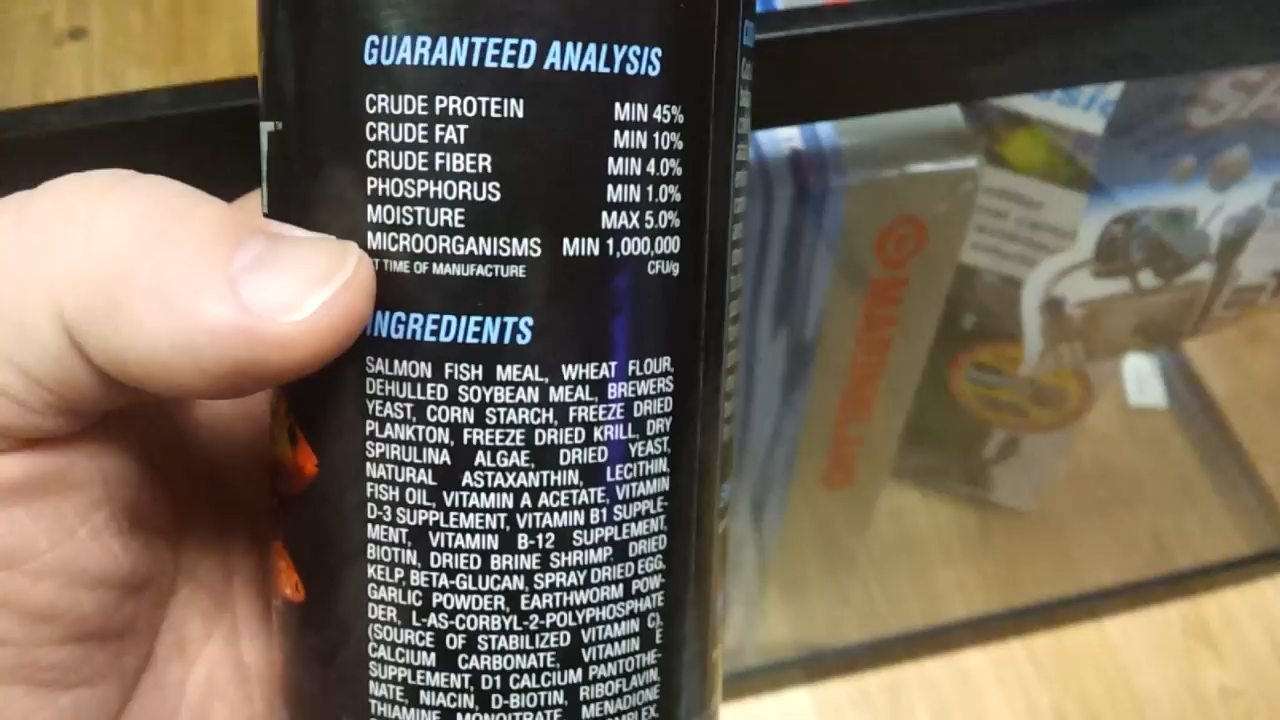 GUARANTEED ANALYSIS
CRUDE PROTEIN MIN 45%
CRUDE FAT MIN 10%
CRUDE FIBER MIN 4.0%
PHOSPHORUS MIN 1.0%
MOISTURE MAX 5.0%
MICROORGANISMS MIN 1,000,000
TIME OF MANUFACTURE CFU/g
INGREDIENTS
SALMON FISH MEAL, WHEAT FLOUR,
DEHULLED SOYBEAN MEAL, BREWERS
YEAST, CORN STARCH, FREEZE DRIED
PLANKTON, FREEZE DRIED KRILL, DRY
SPIRULINA ALGAE, DRIED YEAST,
NATURAL ASTAXANTHIN, LECITHIN,
FISH OIL, VITAMIN A ACETATE, VITAMIN
D-3 SUPPLEMENT, VITAMIN B1 SUPPLE-
MENT, VITAMIN B-12 SUPPLEMENT,
BIOTIN, DRIED BRINE SHRIMP. DRIED
KELP, BETA-GLUCAN, SPRAY DRIED EGG,
GARLIC POWDER, EARTHWORM POW-
DER, L-AS-CORBYL-2-POLYPHOSPHATE
(SOURCE OF STABILIZED VITAMIN C),
CALCIUM CARBONATE, VITAMIN E
SUPPLEMENT, D1 CALCIUM PANTOTHE-
NATE, NIACIN, D-BIOTIN, RIBOFLAVIN,
THIAMINE MONOITRATE, MENADIONE